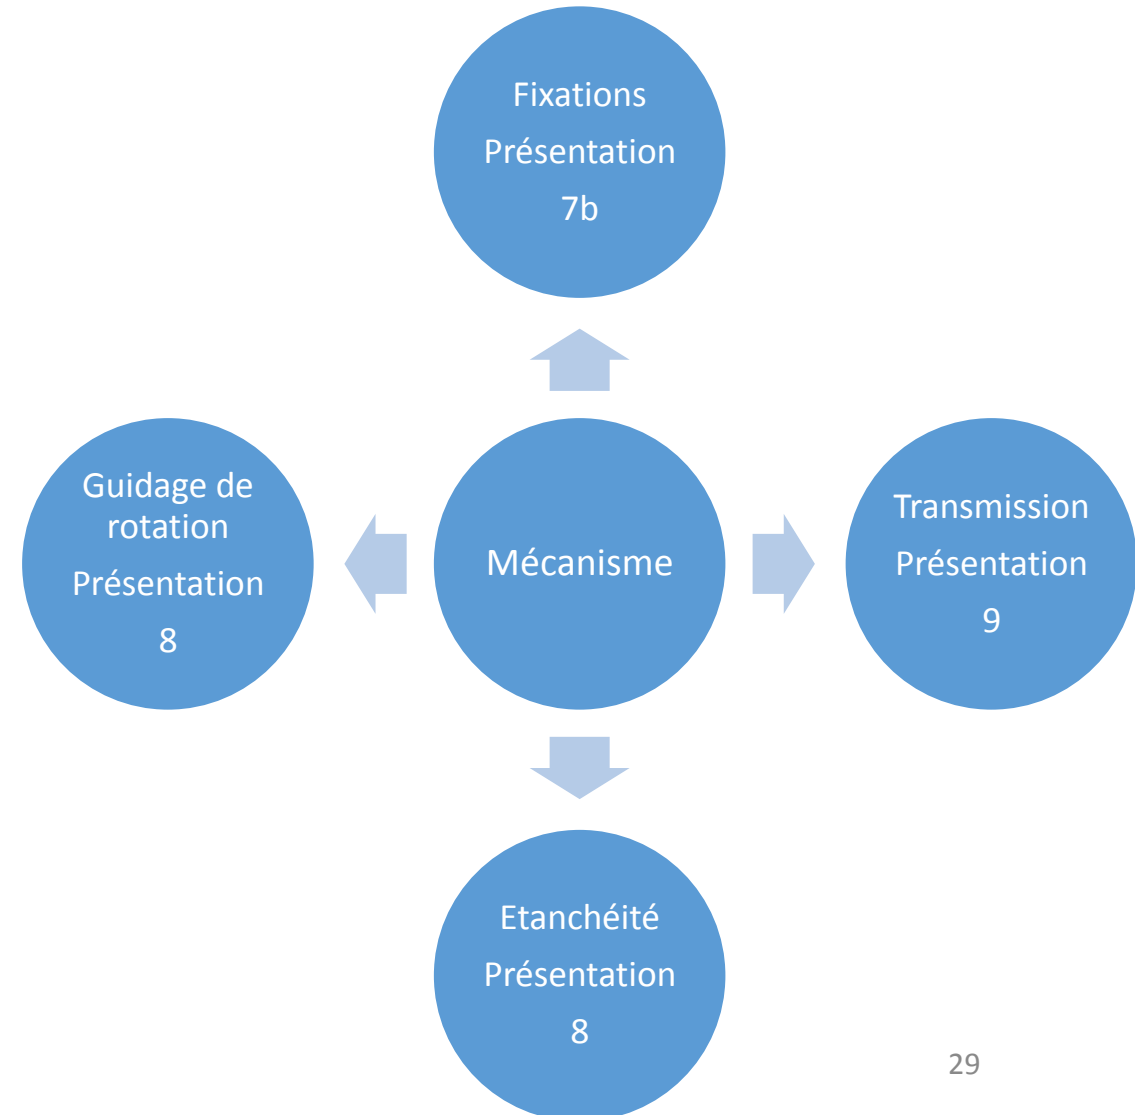 Fixations
Présentation
7b
Guidage de
rotation
Présentation
8
Mécanisme
Transmission
Présentation
9
Etanchéité
Présentation
8
29